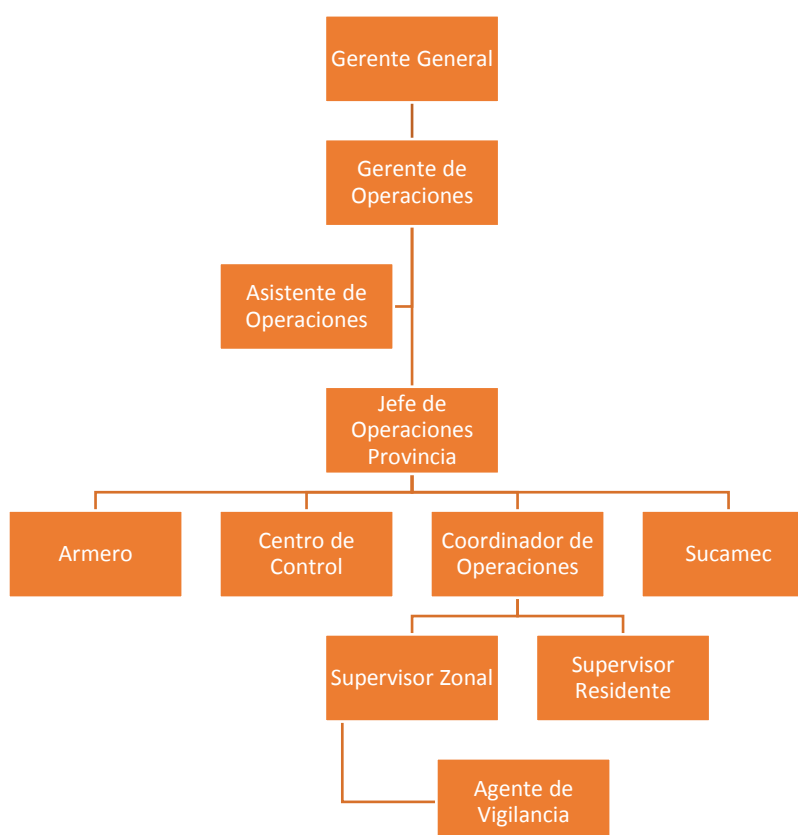 Gerente General
Gerente de
Operaciones
Asistente de
Operaciones
Jefe de
Operaciones
Provincia
Armero
Centro de
Control
Coordinador de
Operaciones
Sucamec
Supervisor Zonal
Supervisor
Residente
Agente de
Vigilancia